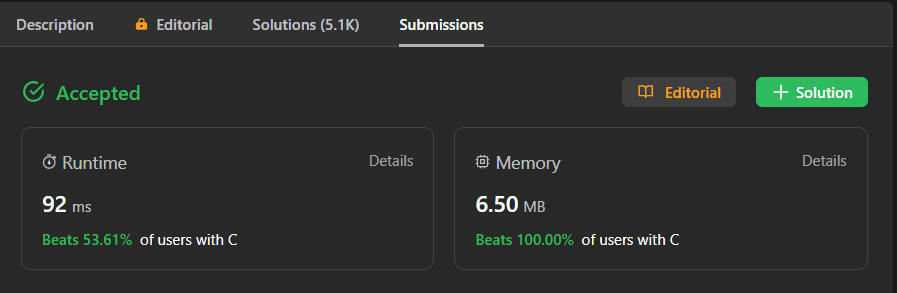 Description Editorial Solutions (5.1K) Submissions
Accepted Editorial Solution
Runtime Details Memory Details
92 ms 6.50 MB
Beats 53.61% of users with C Beats 100.00% of users with C